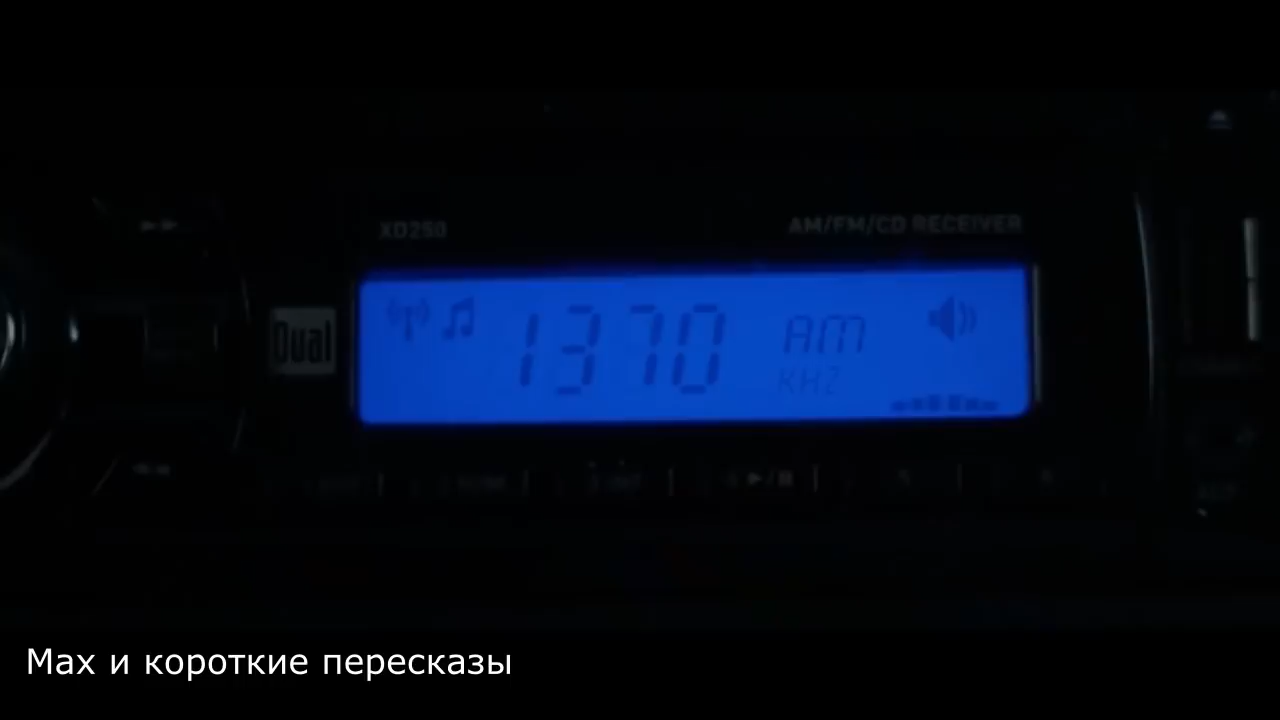 XD250
AM/FM/CD RECEIVER
Dual
1370 AM
KHZ
Мах и короткие пересказы